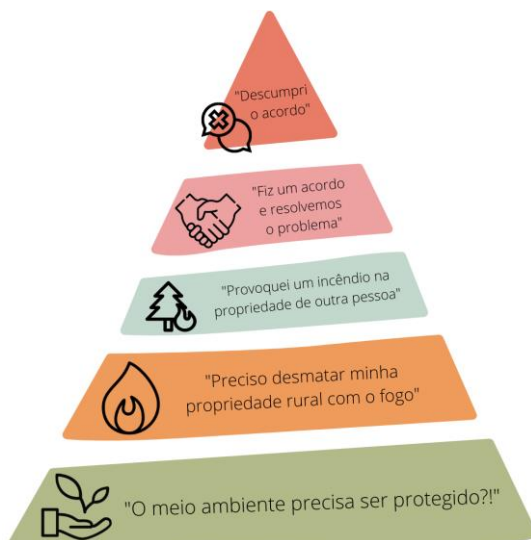 "Descumpri
o acordo"
"Fiz um acordo
e resolvemos
o problema"
"Provoquei um incêndio na
propriedade de outra pessoa"
"Preciso desmatar minha
propriedade rural com o fogo"
"O meio ambiente precisa ser protegido?!"